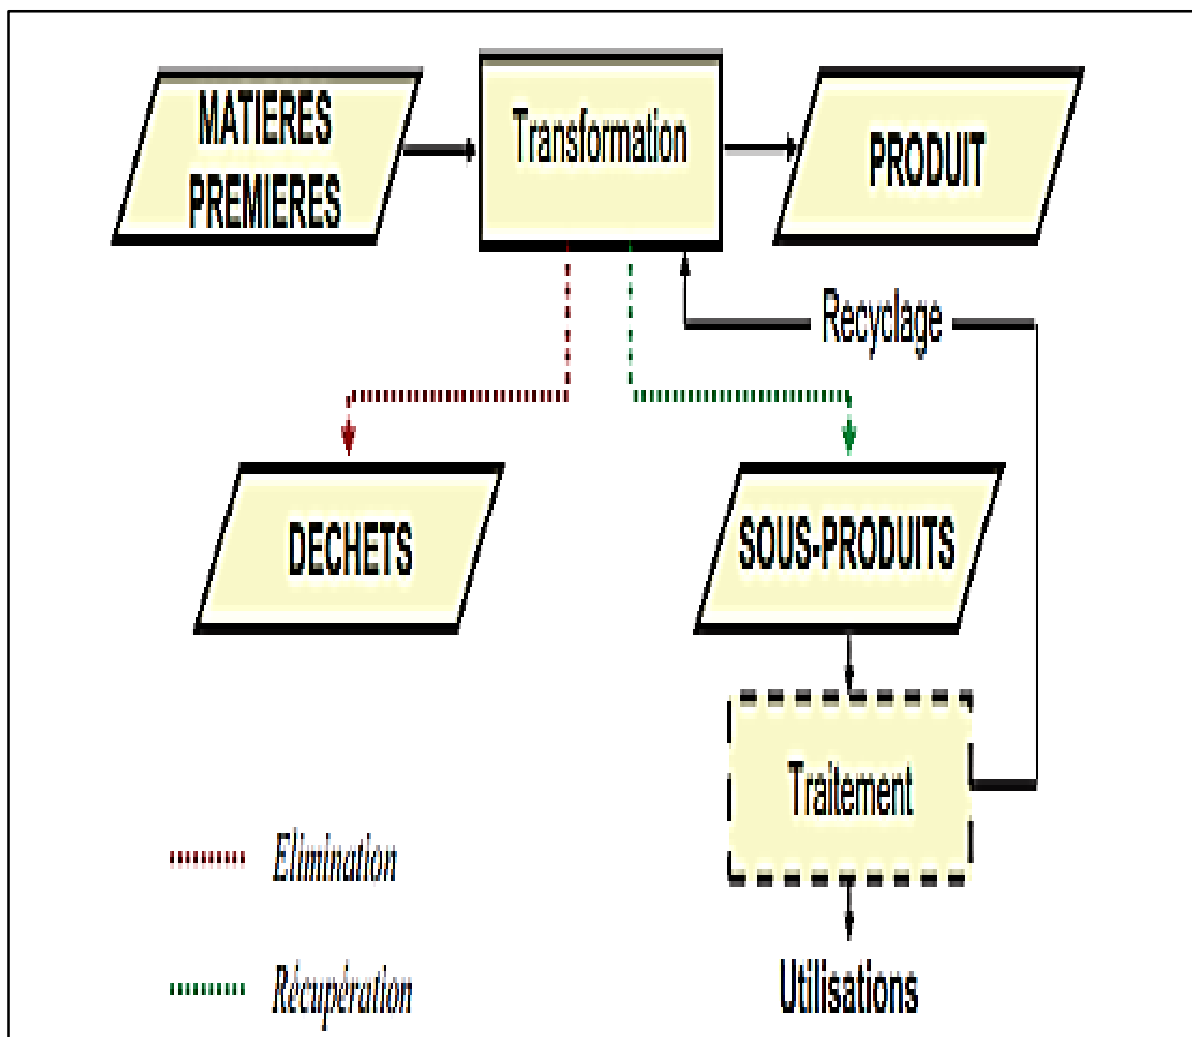 MATIERES
PREMIERES
Transformation
PRODUIT
Recyclage
DECHETS
SOUS-PRODUITS
Traitement
Elimination
Récupération
Utilisations